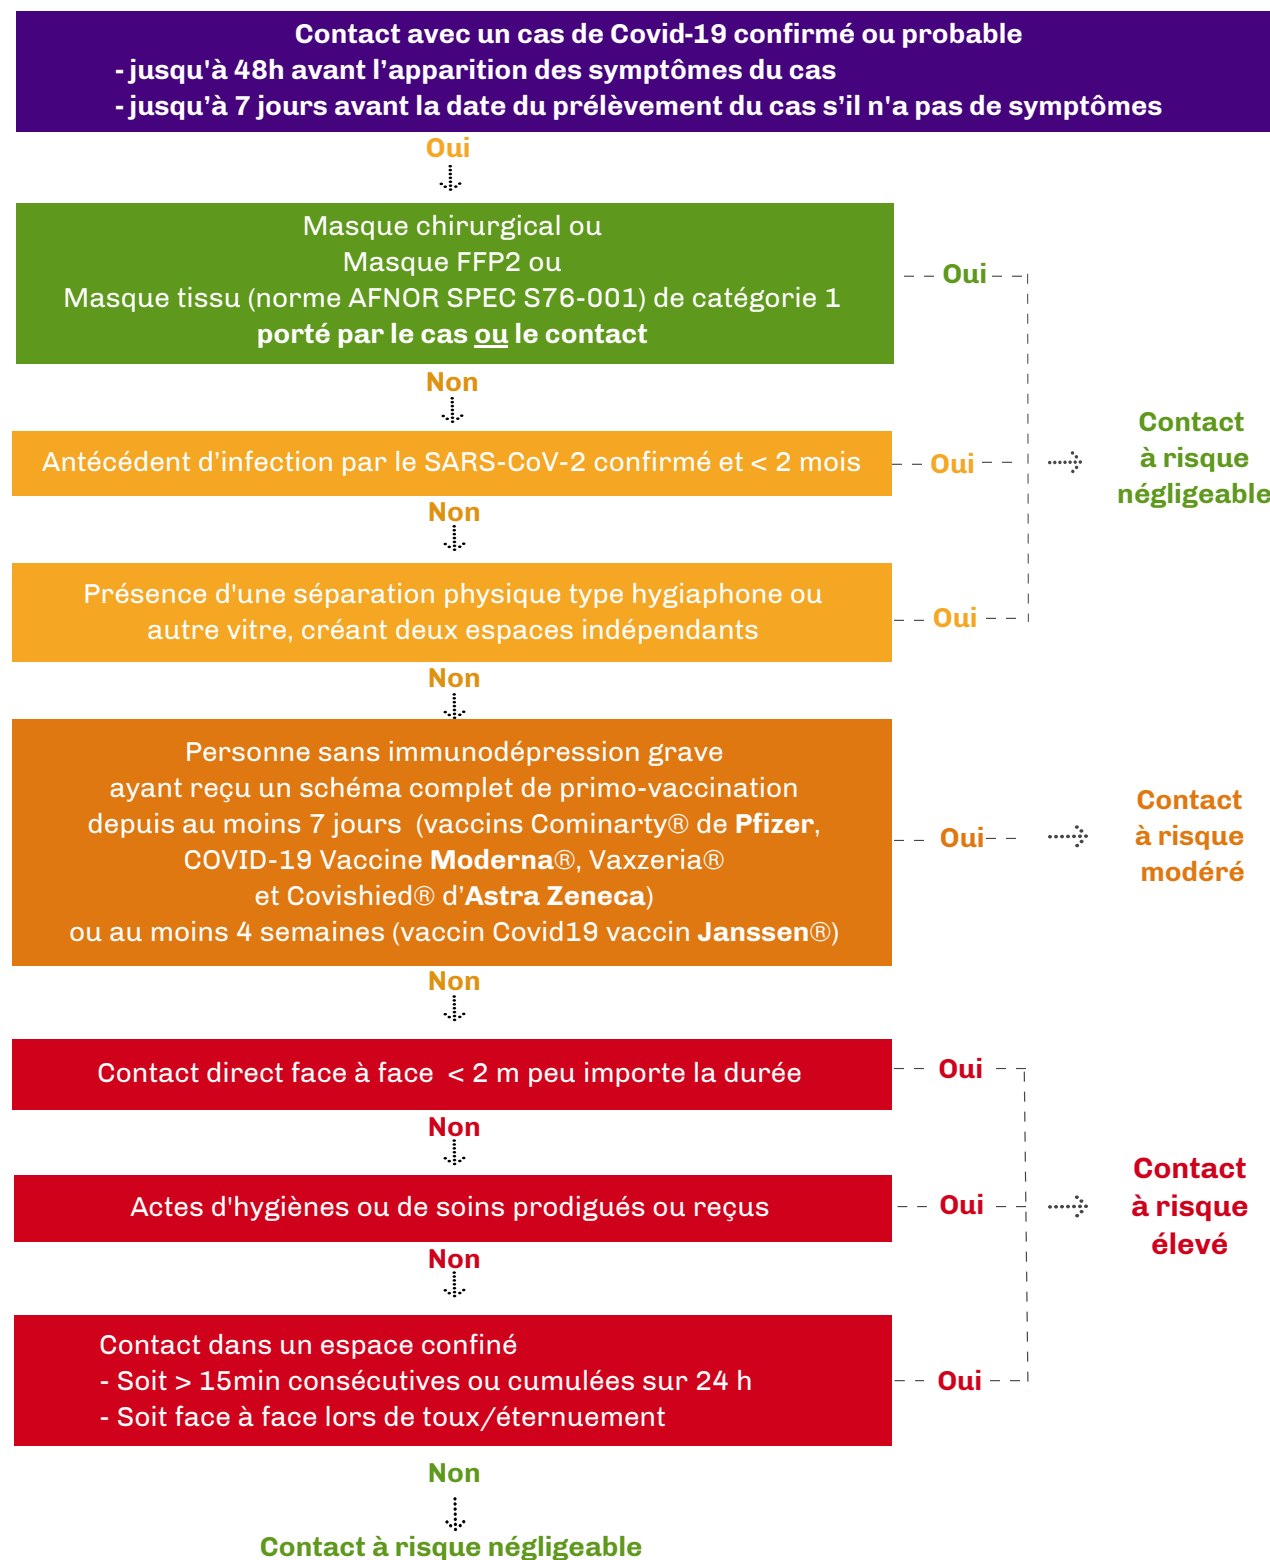 Contact avec un cas de Covid-19 confirmé ou probable
- jusqu'à 48h avant l’apparition des symptômes du cas
- jusqu’à 7 jours avant la date du prélèvement du cas s’il n'a pas de symptômes
Oui
Masque chirurgical ou
Masque FFP2 ou
Masque tissu (norme AFNOR SPEC S76-001) de catégorie 1
porté par le cas ou le contact
Oui
Non
Antécédent d’infection par le SARS-CoV-2 confirmé et < 2 mois
Oui
Contact
à risque
négligeable
Non
Présence d'une séparation physique type hygiaphone ou
autre vitre, créant deux espaces indépendants
Oui
Non
Personne sans immunodépression grave
ayant reçu un schéma complet de primo-vaccination
depuis au moins 7 jours (vaccins Cominarty® de Pfizer,
COVID-19 Vaccine Moderna®, Vaxzeria®
et Covishied® d’Astra Zeneca)
ou au moins 4 semaines (vaccin Covid19 vaccin Janssen®)
Oui
Contact
à risque
modéré
Non
Contact direct face à face < 2 m peu importe la durée
Oui
Non
Actes d'hygiènes ou de soins prodigués ou reçus
Oui
Contact
à risque
élevé
Non
Contact dans un espace confiné
- Soit > 15min consécutives ou cumulées sur 24 h
- Soit face à face lors de toux/éternuement
Oui
Non
Contact à risque négligeable